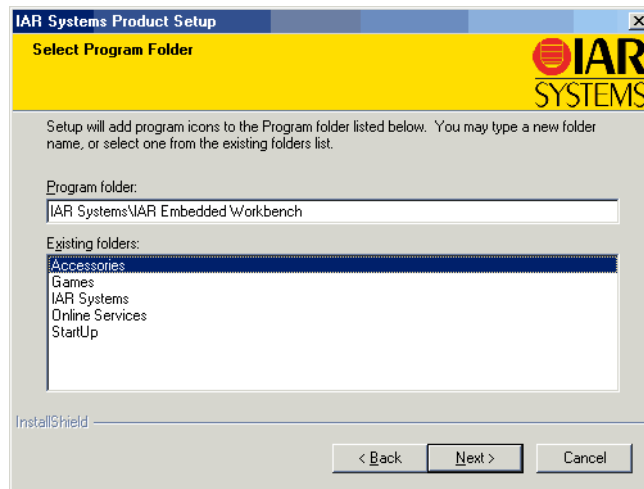 IAR Systems Product Setup
Select Program Folder
IAR
SYSTEMS
Setup will add program icons to the Program folder listed below.  You may type a new folder
name, or select one from the existing folders list.
Program folder:
IAR Systems\IAR Embedded Workbench
Existing folders:
Accessories
Games
IAR Systems
Online Services
StartUp
InstallShield
< Back
Next >
Cancel